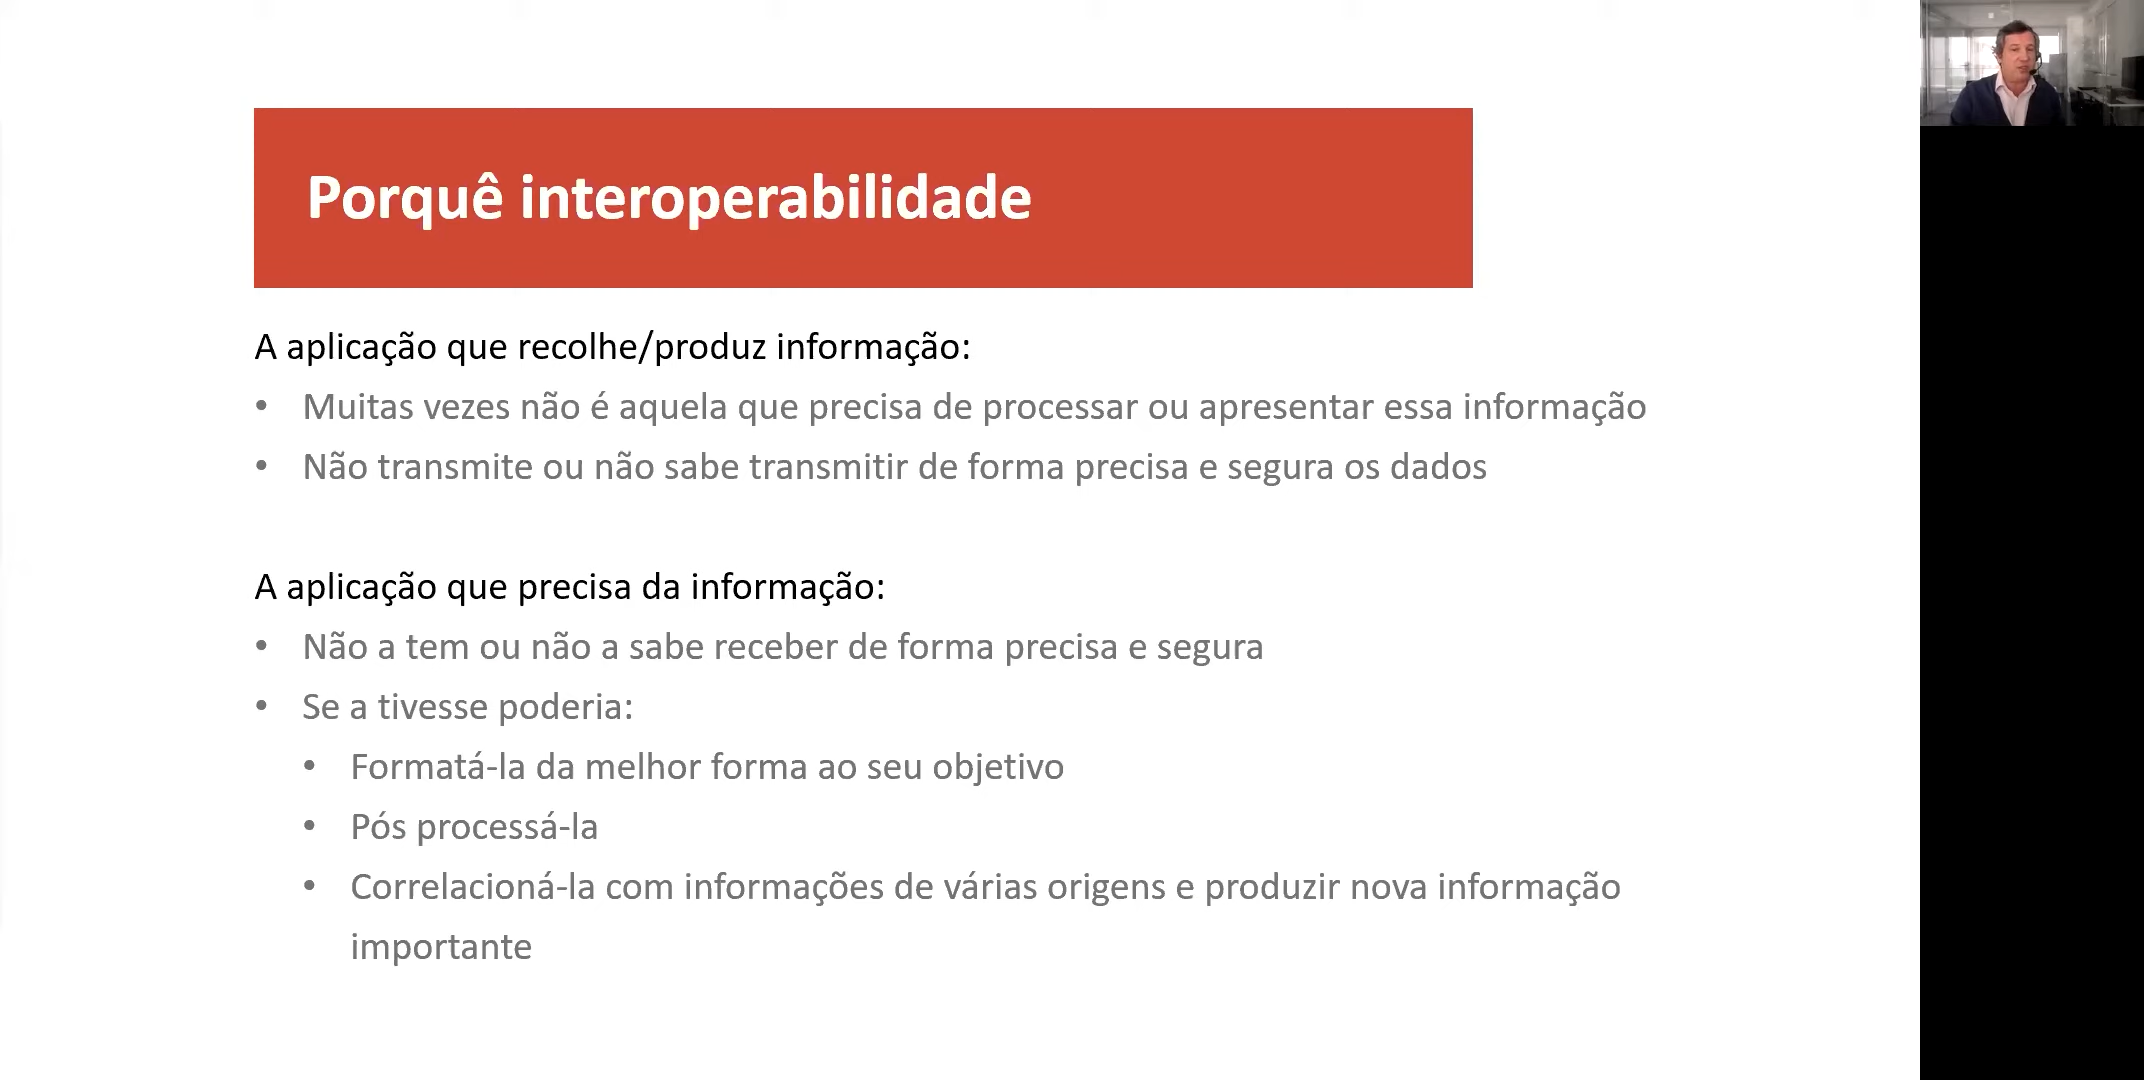 Porquê interoperabilidade
A aplicação que recolhe/produz informação:
• Muitas vezes não é aquela que precisa de processar ou apresentar essa informação
• Não transmite ou não sabe transmitir de forma precisa e segura os dados
A aplicação que precisa da informação:
• Não a tem ou não a sabe receber de forma precisa e segura
• Se a tivesse poderia:
• Formatá-la da melhor forma ao seu objetivo
• Pós processá-la
• Correlacioná-la com informações de várias origens e produzir nova informação
importante